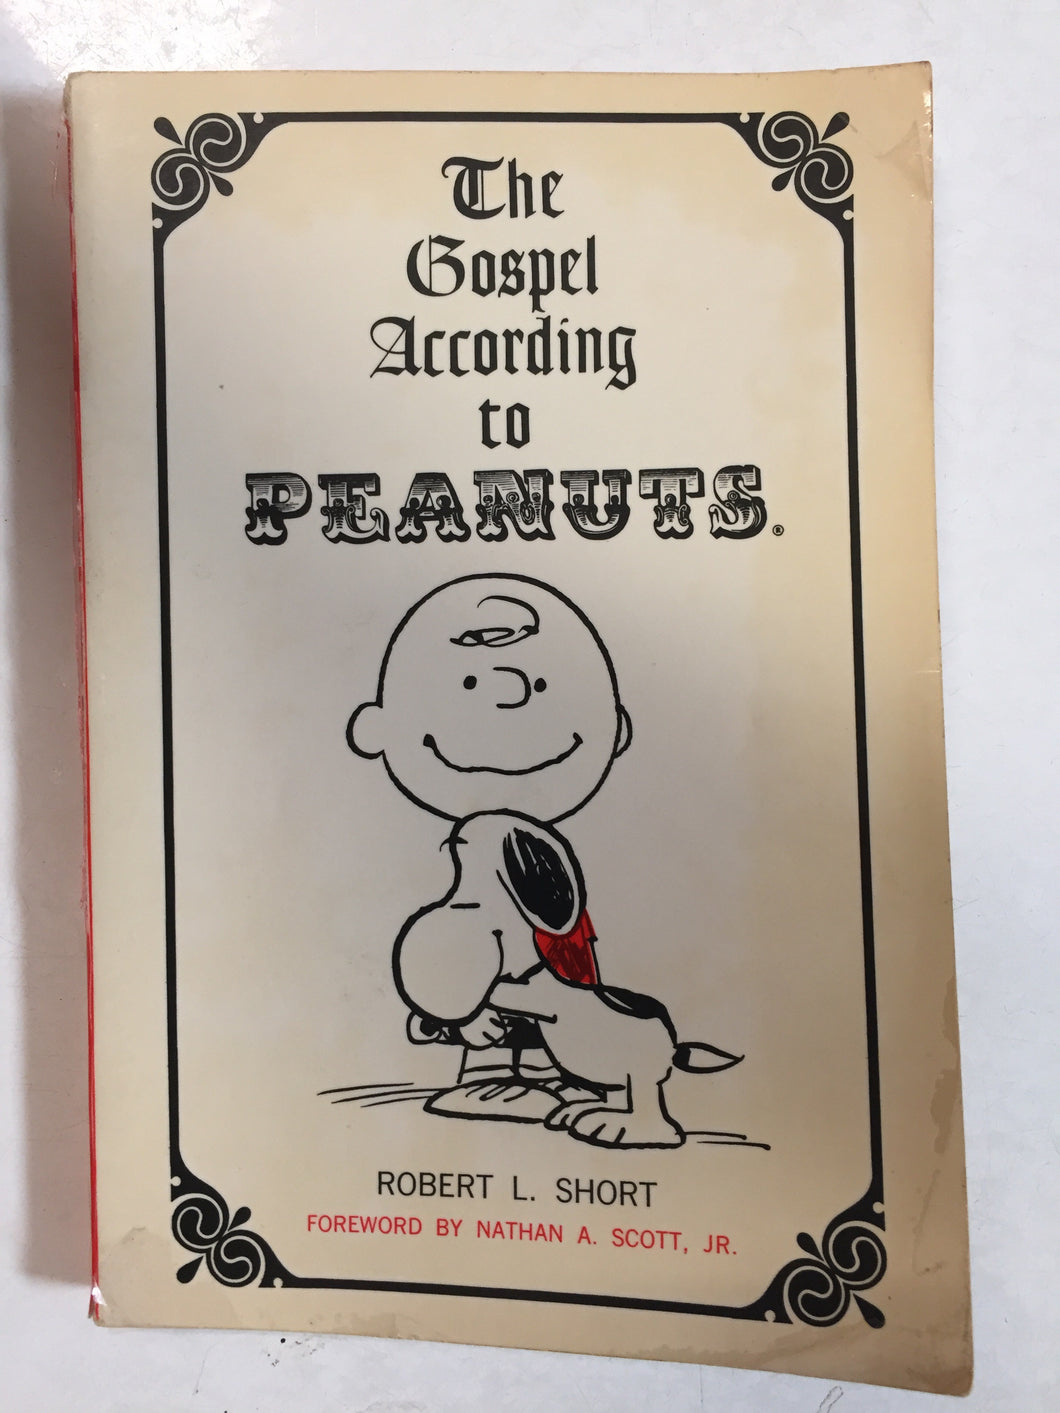 The
Gospel
According
to
PEANUTS.®
ROBERT L. SHORT
FOREWORD BY NATHAN A. SCOTT, JR.